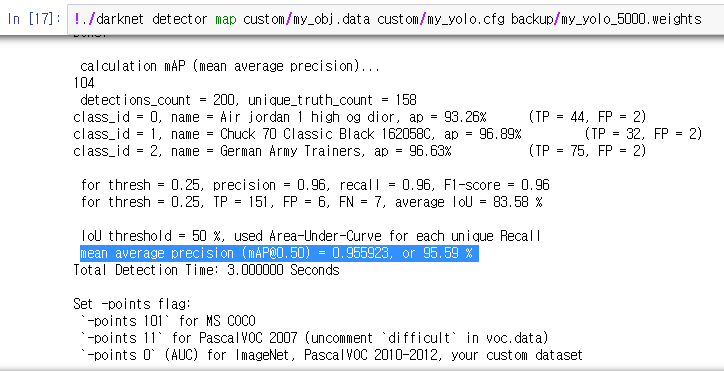 In [17]: !./darknet detector map custom/my_obj.data custom/my_yolo.cfg backup/my_yolo_5000.weights
calculation mAP (mean average precision)...
104
detections_count = 200, unique_truth_count = 158
class_id = 0, name = Air jordan 1 high og dior, ap = 93.26% (TP = 44, FP = 2)
class_id = 1, name = Chuck 70 Classic Black 162058C, ap = 96.89% (TP = 32, FP = 2)
class_id = 2, name = German Army Trainers, ap = 96.63% (TP = 75, FP = 2)
for thresh = 0.25, precision = 0.96, recall = 0.96, F1-score = 0.96
for thresh = 0.25, TP = 151, FP = 6, FN = 7, average IoU = 83.58 %
IoU threshold = 50 %, used Area-Under-Curve for each unique Recall
mean average precision (mAP@0.50) = 0.955923, or 95.59 %
Total Detection Time: 3.000000 Seconds
Set -points flag:
`-points 101` for MS COCO
`-points 11` for PascalVOC 2007 (uncomment `difficult` in voc.data)
`-points 0` (AUC) for ImageNet, PascalVOC 2010-2012, your custom dataset